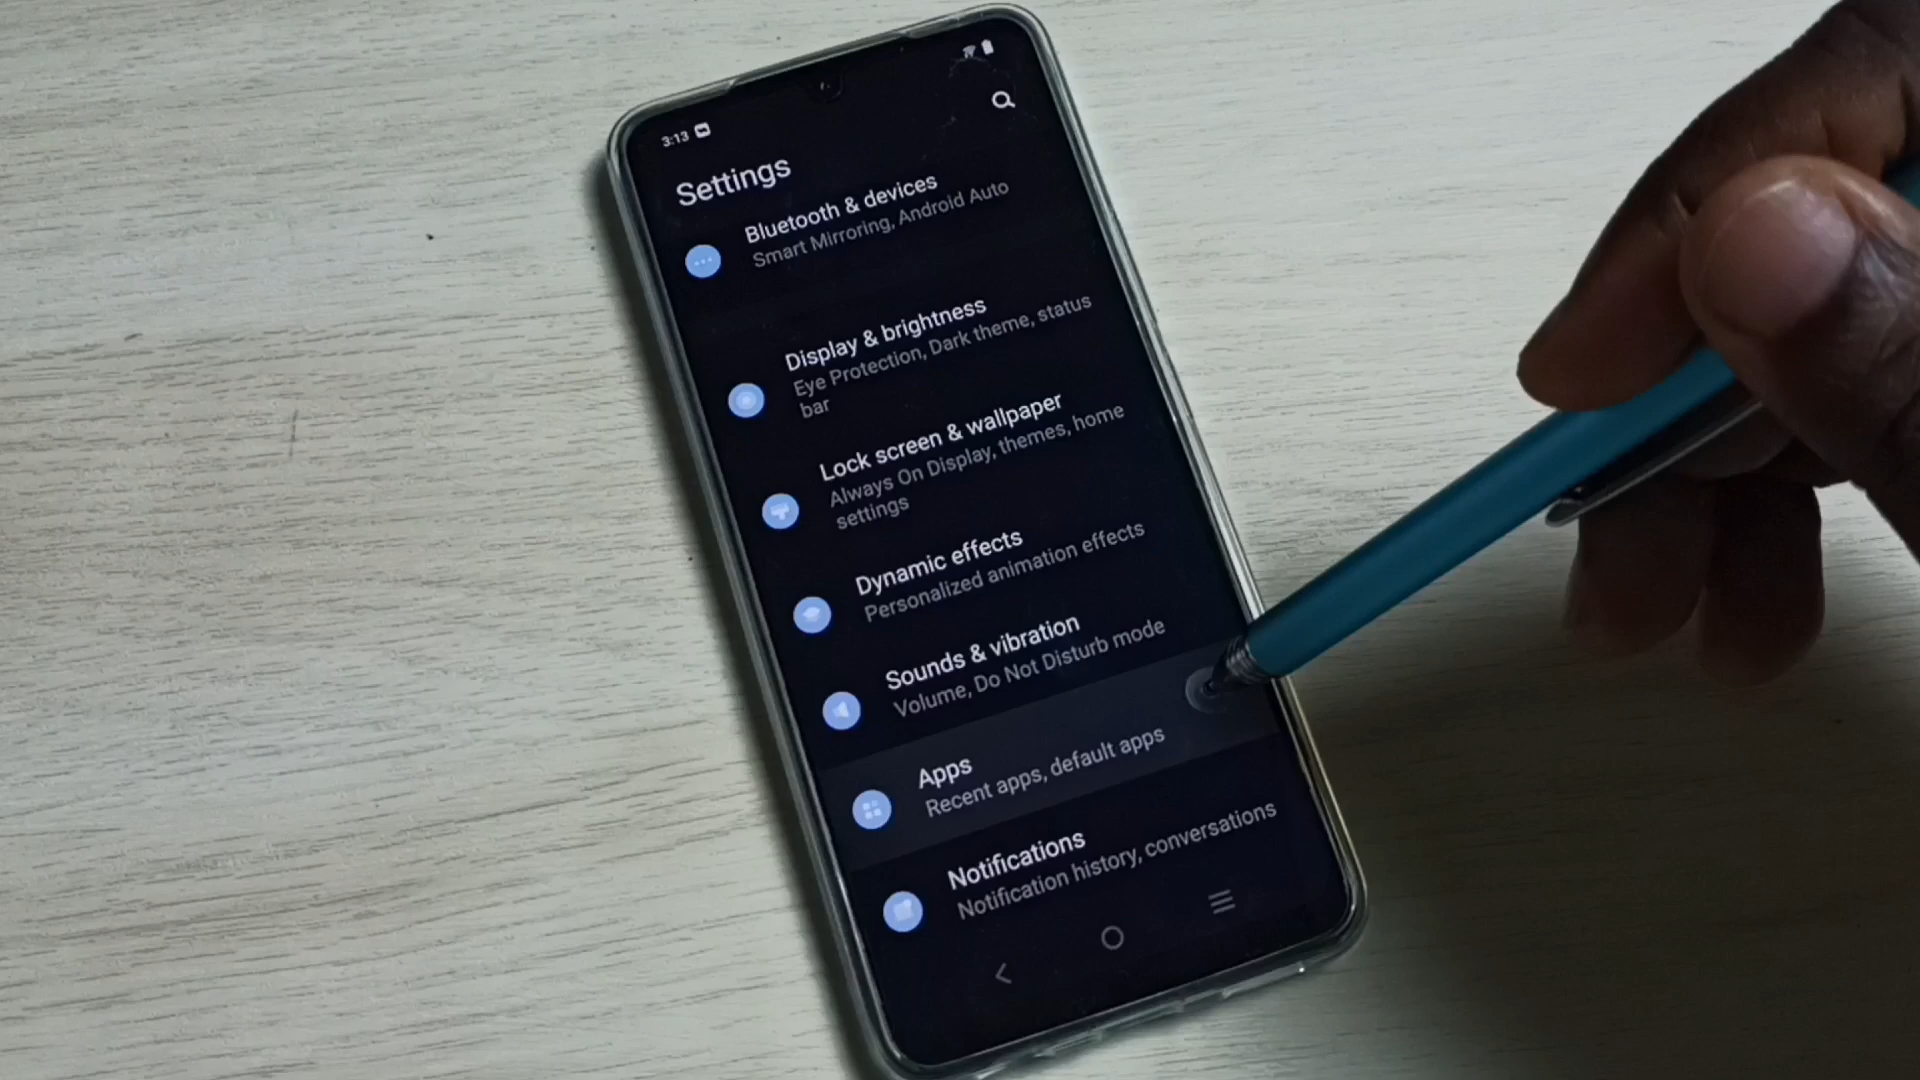 3:13
Settings
Bluetooth & devices
Smart Mirroring, Android Auto
Display & brightness
Eye Protection, Dark theme, status
bar
Lock screen & wallpaper
Always On Display, themes, home
settings
Dynamic effects
Personalized animation effects
Sounds & vibration
Volume, Do Not Disturb mode
Apps
Recent apps, default apps
Notifications
Notification history, conversations